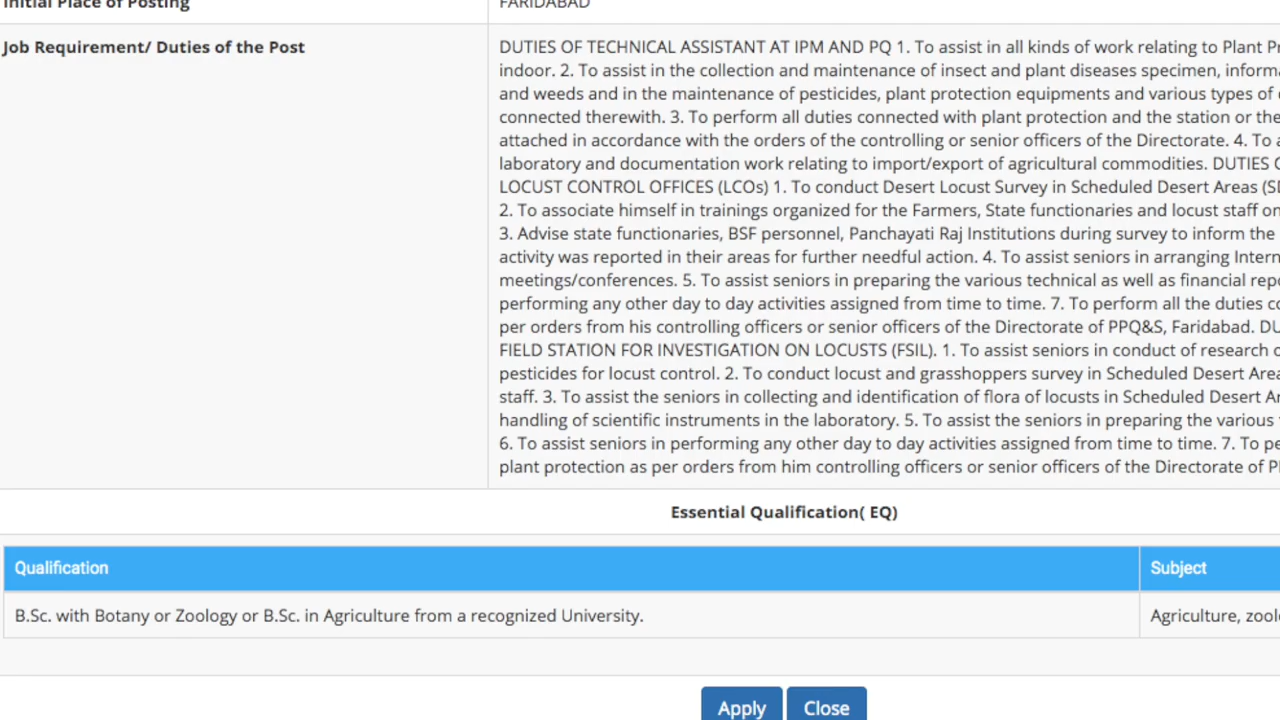 Initial Place of Posting FARIDABAD
Job Requirement/ Duties of the Post
DUTIES OF TECHNICAL ASSISTANT AT IPM AND PQ 1. To assist in all kinds of work relating to Plant
indoor. 2. To assist in the collection and maintenance of insect and plant diseases specimen,
and weeds and in the maintenance of pesticides, plant protection equipments and various types of
connected therewith. 3. To perform all duties connected with plant protection and the station or the
attached in accordance with the orders of the controlling or senior officers of the Directorate. 4. To
laboratory and documentation work relating to import/export of agricultural commodities. DUTIES
LOCUST CONTROL OFFICES (LCOs) 1. To conduct Desert Locust Survey in Scheduled Desert Areas
2. To associate himself in trainings organized for the Farmers, State functionaries and locust staff
3. Advise state functionaries, BSF personnel, Panchayati Raj Institutions during survey to inform the
activity was reported in their areas for further needful action. 4. To assist seniors in arranging
meetings/conferences. 5. To assist seniors in preparing the various technical as well as financial
performing any other day to day activities assigned from time to time. 7. To perform all the duties
per orders from his controlling officers or senior officers of the Directorate of PPQ&S, Faridabad.
FIELD STATION FOR INVESTIGATION ON LOCUSTS (FSIL). 1. To assist seniors in conduct of research
pesticides for locust control. 2. To conduct locust and grasshoppers survey in Scheduled Desert
staff. 3. To assist the seniors in collecting and identification of flora of locusts in Scheduled Desert
handling of scientific instruments in the laboratory. 5. To assist the seniors in preparing the various
6. To assist seniors in performing any other day to day activities assigned from time to time. 7. To
plant protection as per orders from him controlling officers or senior officers of the Directorate of
Essential Qualification( EQ)
Qualification Subject
B.Sc. with Botany or Zoology or B.Sc. in Agriculture from a recognized University. Agriculture,
Apply Close